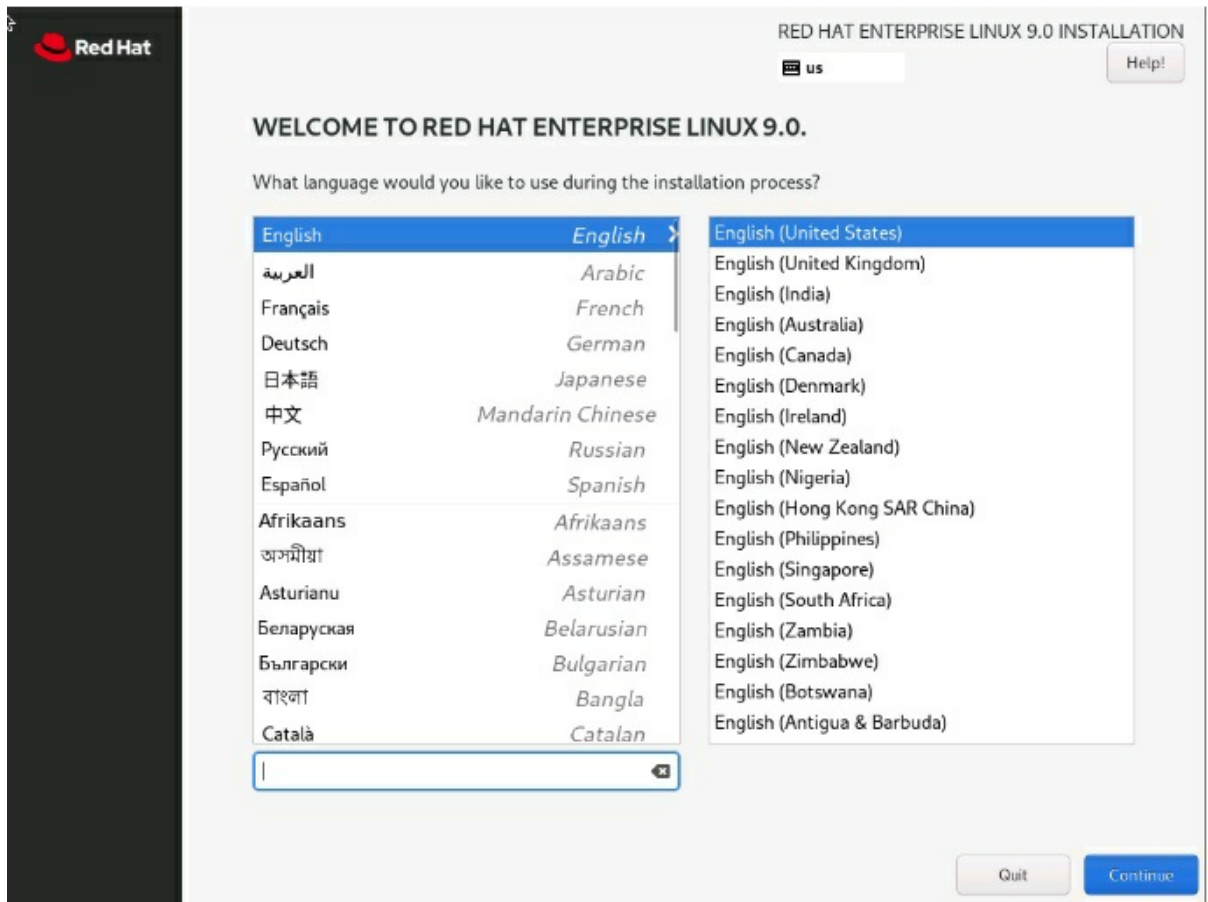 Red Hat
RED HAT ENTERPRISE LINUX 9.0 INSTALLATION
us
Help!
WELCOME TO RED HAT ENTERPRISE LINUX 9.0.
What language would you like to use during the installation process?
English English
العربية Arabic
Français French
Deutsch German
日本語 Japanese
中文 Mandarin Chinese
Русский Russian
Español Spanish
Afrikaans Afrikaans
অসমীয়া Assamese
Asturianu Asturian
Беларуская Belarusian
Български Bulgarian
বাংলা Bangla
Català Catalan
English (United States)
English (United Kingdom)
English (India)
English (Australia)
English (Canada)
English (Denmark)
English (Ireland)
English (New Zealand)
English (Nigeria)
English (Hong Kong SAR China)
English (Philippines)
English (Singapore)
English (South Africa)
English (Zambia)
English (Zimbabwe)
English (Botswana)
English (Antigua & Barbuda)
Quit
Continue